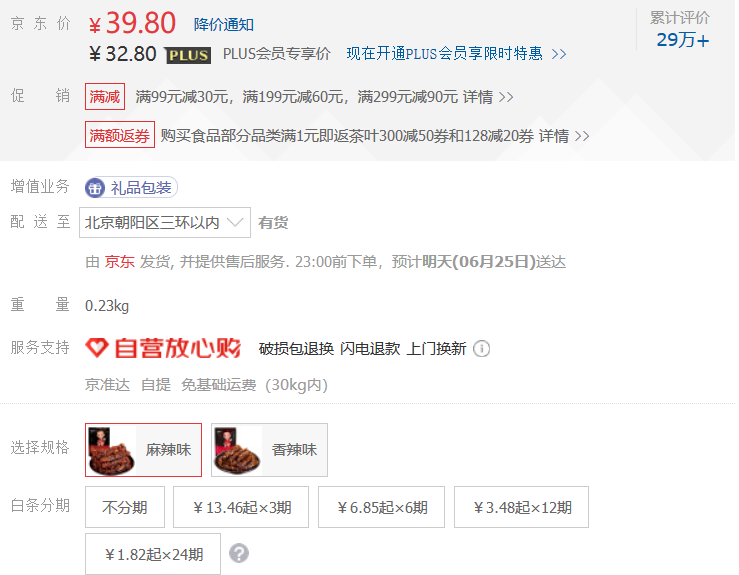 京东价 ¥39.80 降价通知 累计评价
¥32.80 PLUS PLUS会员专享价 现在开通PLUS会员享限时特惠 >> 29万+
促销 满减 满99元减30元，满199元减60元，满299元减90元 详情 >>
满额返券 购买食品部分品类满1元即返茶叶300减50券和128减20券 详情 >>
增值业务 礼品包装
配送至 北京朝阳区三环以内 有货
由 京东 发货, 并提供售后服务. 23:00前下单，预计明天(06月25日)送达
重量 0.23kg
服务支持 自营放心购 破损包退换 闪电退款 上门换新
京准达 自提 免基础运费 (30kg内)
选择规格 麻辣味 香辣味
白条分期 不分期 ￥13.46起×3期 ￥6.85起×6期 ￥3.48起×12期
￥1.82起×24期 ?